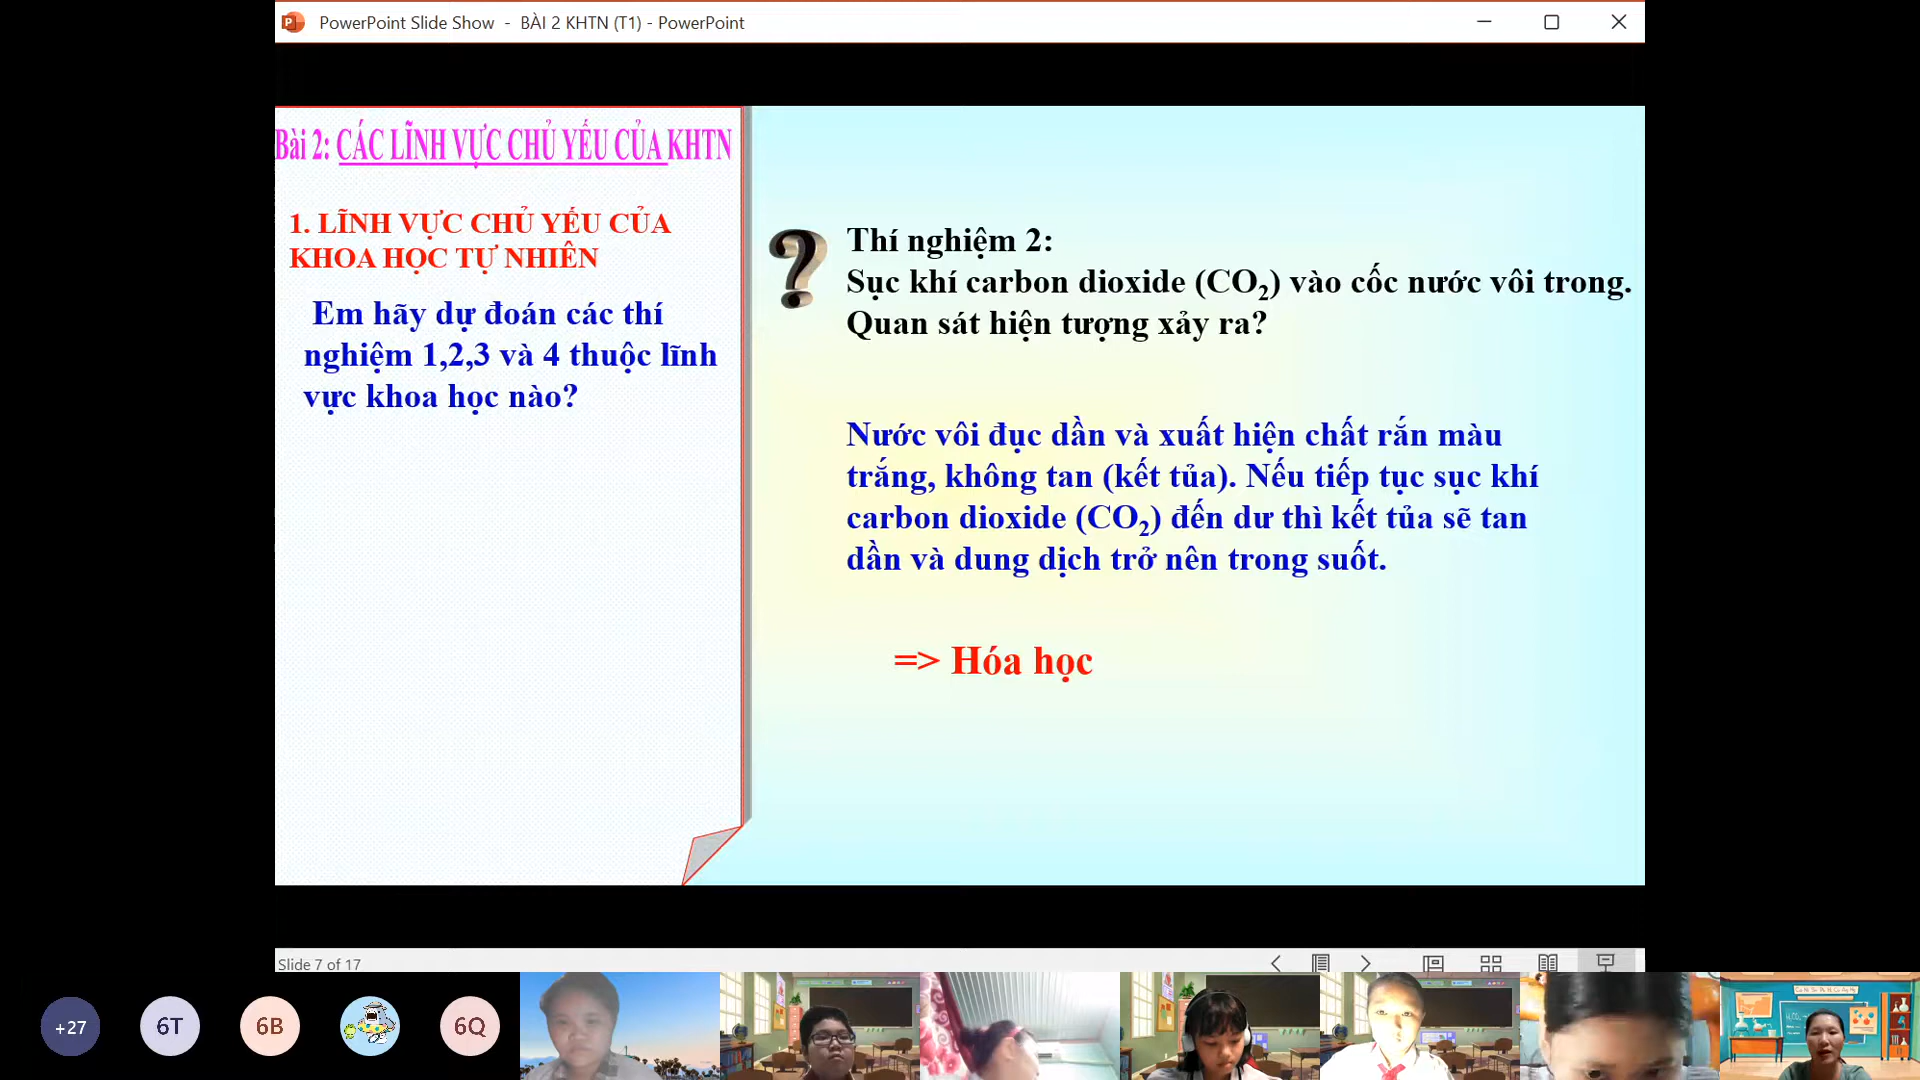 PowerPoint Slide Show - BÀI 2 KHTN (T1) - PowerPoint
Bài 2: CÁC LĨNH VỰC CHỦ YẾU CỦA KHTN
1. LĨNH VỰC CHỦ YẾU CỦA
KHOA HỌC TỰ NHIÊN
Em hãy dự đoán các thí
nghiệm 1,2,3 và 4 thuộc lĩnh
vực khoa học nào?
Thí nghiệm 2:
Sục khí carbon dioxide (CO₂) vào cốc nước vôi trong.
Quan sát hiện tượng xảy ra?
Nước vôi đục dần và xuất hiện chất rắn màu
trắng, không tan (kết tủa). Nếu tiếp tục sục khí
carbon dioxide (CO₂) đến dư thì kết tủa sẽ tan
dần và dung dịch trở nên trong suốt.
=> Hóa học
Slide 7 of 17
+27
6T
6B
6Q